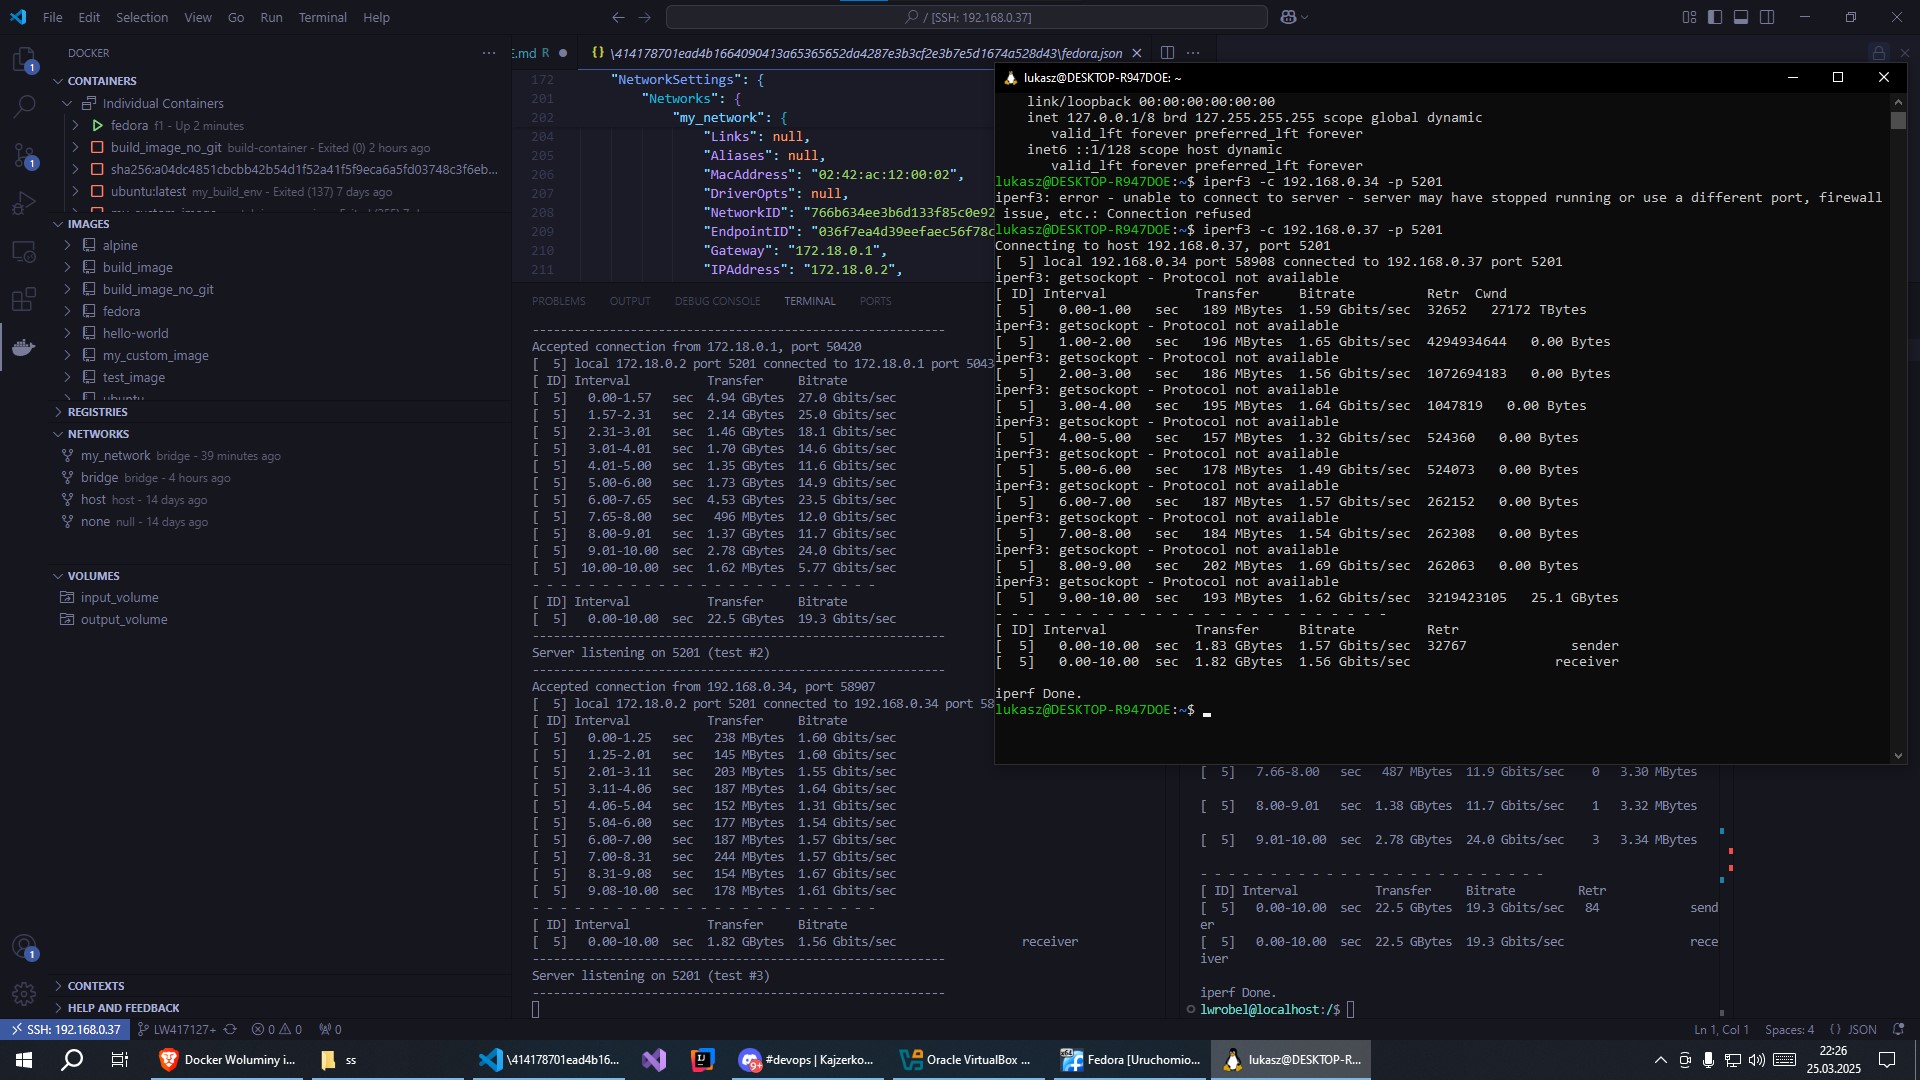 File Edit Selection View Go Run Terminal Help
/ [SSH: 192.168.0.37]
DOCKER
CONTAINERS
Individual Containers
fedora f1 - Up 2 minutes
build_image_no_git build-container - Exited (0) 2 hours ago
sha256:a04dc4851cbcbb42b54d1f52a41f5f9eca6a5fd03748c3f6eb...
ubuntu:latest my_build_env - Exited (137) 7 days ago
IMAGES
alpine
build_image
build_image_no_git
fedora
hello-world
my_custom_image
test_image
ubuntu
REGISTRIES
NETWORKS
my_network bridge - 39 minutes ago
bridge bridge - 4 hours ago
host host - 14 days ago
none null - 14 days ago
VOLUMES
input_volume
output_volume
CONTEXTS
HELP AND FEEDBACK
E.md R
{} \414178701ead4b1664090413a65365652da4287e3b3cf2e3b7e5d1674a528d43\fedora.json
172 "NetworkSettings": {
201 "Networks": {
202 "my_network": {
204 "Links": null,
205 "Aliases": null,
206 "MacAddress": "02:42:ac:12:00:02",
207 "DriverOpts": null,
208 "NetworkID": "766b634ee3b6d133f85c0e92
209 "EndpointID": "036f7ea4d39eefaec56f78c
210 "Gateway": "172.18.0.1",
211 "IPAddress": "172.18.0.2",
PROBLEMS OUTPUT DEBUG CONSOLE TERMINAL PORTS
-----------------------------------------------------------
Accepted connection from 172.18.0.1, port 50420
[  5] local 172.18.0.2 port 5201 connected to 172.18.0.1 port 5043
[ ID] Interval Transfer Bitrate
[  5] 0.00-1.57 sec 4.94 GBytes 27.0 Gbits/sec
[  5] 1.57-2.31 sec 2.14 GBytes 25.0 Gbits/sec
[  5] 2.31-3.01 sec 1.46 GBytes 18.1 Gbits/sec
[  5] 3.01-4.01 sec 1.70 GBytes 14.6 Gbits/sec
[  5] 4.01-5.00 sec 1.35 GBytes 11.6 Gbits/sec
[  5] 5.00-6.00 sec 1.73 GBytes 14.9 Gbits/sec
[  5] 6.00-7.65 sec 4.53 GBytes 23.5 Gbits/sec
[  5] 7.65-8.00 sec 496 MBytes 12.0 Gbits/sec
[  5] 8.00-9.01 sec 1.37 GBytes 11.7 Gbits/sec
[  5] 9.01-10.00 sec 2.78 GBytes 24.0 Gbits/sec
[  5] 10.00-10.00 sec 1.62 MBytes 5.77 Gbits/sec
- - - - - - - - - - - - - - - - - - - - - - - - -
[ ID] Interval Transfer Bitrate
[  5] 0.00-10.00 sec 22.5 GBytes 19.3 Gbits/sec
-----------------------------------------------------------
Server listening on 5201 (test #2)
-----------------------------------------------------------
Accepted connection from 192.168.0.34, port 58907
[  5] local 172.18.0.2 port 5201 connected to 192.168.0.34 port 58
[ ID] Interval Transfer Bitrate
[  5] 0.00-1.25 sec 238 MBytes 1.60 Gbits/sec
[  5] 1.25-2.01 sec 145 MBytes 1.60 Gbits/sec
[  5] 2.01-3.11 sec 203 MBytes 1.55 Gbits/sec
[  5] 3.11-4.06 sec 187 MBytes 1.64 Gbits/sec
[  5] 4.06-5.04 sec 152 MBytes 1.31 Gbits/sec
[  5] 5.04-6.00 sec 177 MBytes 1.54 Gbits/sec
[  5] 6.00-7.00 sec 187 MBytes 1.57 Gbits/sec
[  5] 7.00-8.31 sec 244 MBytes 1.57 Gbits/sec
[  5] 8.31-9.08 sec 154 MBytes 1.67 Gbits/sec
[  5] 9.08-10.00 sec 178 MBytes 1.61 Gbits/sec
- - - - - - - - - - - - - - - - - - - - - - - - -
[ ID] Interval Transfer Bitrate
[  5] 0.00-10.00 sec 1.82 GBytes 1.56 Gbits/sec receiver
-----------------------------------------------------------
Server listening on 5201 (test #3)
-----------------------------------------------------------
lukasz@DESKTOP-R947DOE: ~
link/loopback 00:00:00:00:00:00
inet 127.0.0.1/8 brd 127.255.255.255 scope global dynamic
valid_lft forever preferred_lft forever
inet6 ::1/128 scope host dynamic
valid_lft forever preferred_lft forever
lukasz@DESKTOP-R947DOE:~$ iperf3 -c 192.168.0.34 -p 5201
iperf3: error - unable to connect to server - server may have stopped running or use a different port, firewall
issue, etc.: Connection refused
lukasz@DESKTOP-R947DOE:~$ iperf3 -c 192.168.0.37 -p 5201
Connecting to host 192.168.0.37, port 5201
[  5] local 192.168.0.34 port 58908 connected to 192.168.0.37 port 5201
iperf3: getsockopt - Protocol not available
[ ID] Interval Transfer Bitrate Retr Cwnd
[  5] 0.00-1.00 sec 189 MBytes 1.59 Gbits/sec 32652 27172 TBytes
iperf3: getsockopt - Protocol not available
[  5] 1.00-2.00 sec 196 MBytes 1.65 Gbits/sec 4294934644 0.00 Bytes
iperf3: getsockopt - Protocol not available
[  5] 2.00-3.00 sec 186 MBytes 1.56 Gbits/sec 1072694183 0.00 Bytes
iperf3: getsockopt - Protocol not available
[  5] 3.00-4.00 sec 195 MBytes 1.64 Gbits/sec 1047819 0.00 Bytes
iperf3: getsockopt - Protocol not available
[  5] 4.00-5.00 sec 157 MBytes 1.32 Gbits/sec 524360 0.00 Bytes
iperf3: getsockopt - Protocol not available
[  5] 5.00-6.00 sec 178 MBytes 1.49 Gbits/sec 524073 0.00 Bytes
iperf3: getsockopt - Protocol not available
[  5] 6.00-7.00 sec 187 MBytes 1.57 Gbits/sec 262152 0.00 Bytes
iperf3: getsockopt - Protocol not available
[  5] 7.00-8.00 sec 184 MBytes 1.54 Gbits/sec 262308 0.00 Bytes
iperf3: getsockopt - Protocol not available
[  5] 8.00-9.00 sec 202 MBytes 1.69 Gbits/sec 262063 0.00 Bytes
iperf3: getsockopt - Protocol not available
[  5] 9.00-10.00 sec 193 MBytes 1.62 Gbits/sec 3219423105 25.1 GBytes
- - - - - - - - - - - - - - - - - - - - - - - - -
[ ID] Interval Transfer Bitrate Retr
[  5] 0.00-10.00 sec 1.83 GBytes 1.57 Gbits/sec 32767 sender
[  5] 0.00-10.00 sec 1.82 GBytes 1.56 Gbits/sec receiver
iperf Done.
lukasz@DESKTOP-R947DOE:~$
[  5] 7.66-8.00 sec 487 MBytes 11.9 Gbits/sec 0 3.30 MBytes
[  5] 8.00-9.01 sec 1.38 GBytes 11.7 Gbits/sec 1 3.32 MBytes
[  5] 9.01-10.00 sec 2.78 GBytes 24.0 Gbits/sec 3 3.34 MBytes
- - - - - - - - - - - - - - - - - - - - - - - - -
[ ID] Interval Transfer Bitrate Retr
[  5] 0.00-10.00 sec 22.5 GBytes 19.3 Gbits/sec 84 send
er
[  5] 0.00-10.00 sec 22.5 GBytes 19.3 Gbits/sec rece
iver
iperf Done.
lwrobel@localhost:/$
SSH: 192.168.0.37 LW417127+ 0 0 0
Ln 1, Col 1 Spaces: 4 {} JSON
Docker Woluminy i...
ss
\414178701ead4b16...
#devops | Kajzerko...
Oracle VirtualBox ...
Fedora [Uruchomio...
lukasz@DESKTOP-R...
22:26
25.03.2025